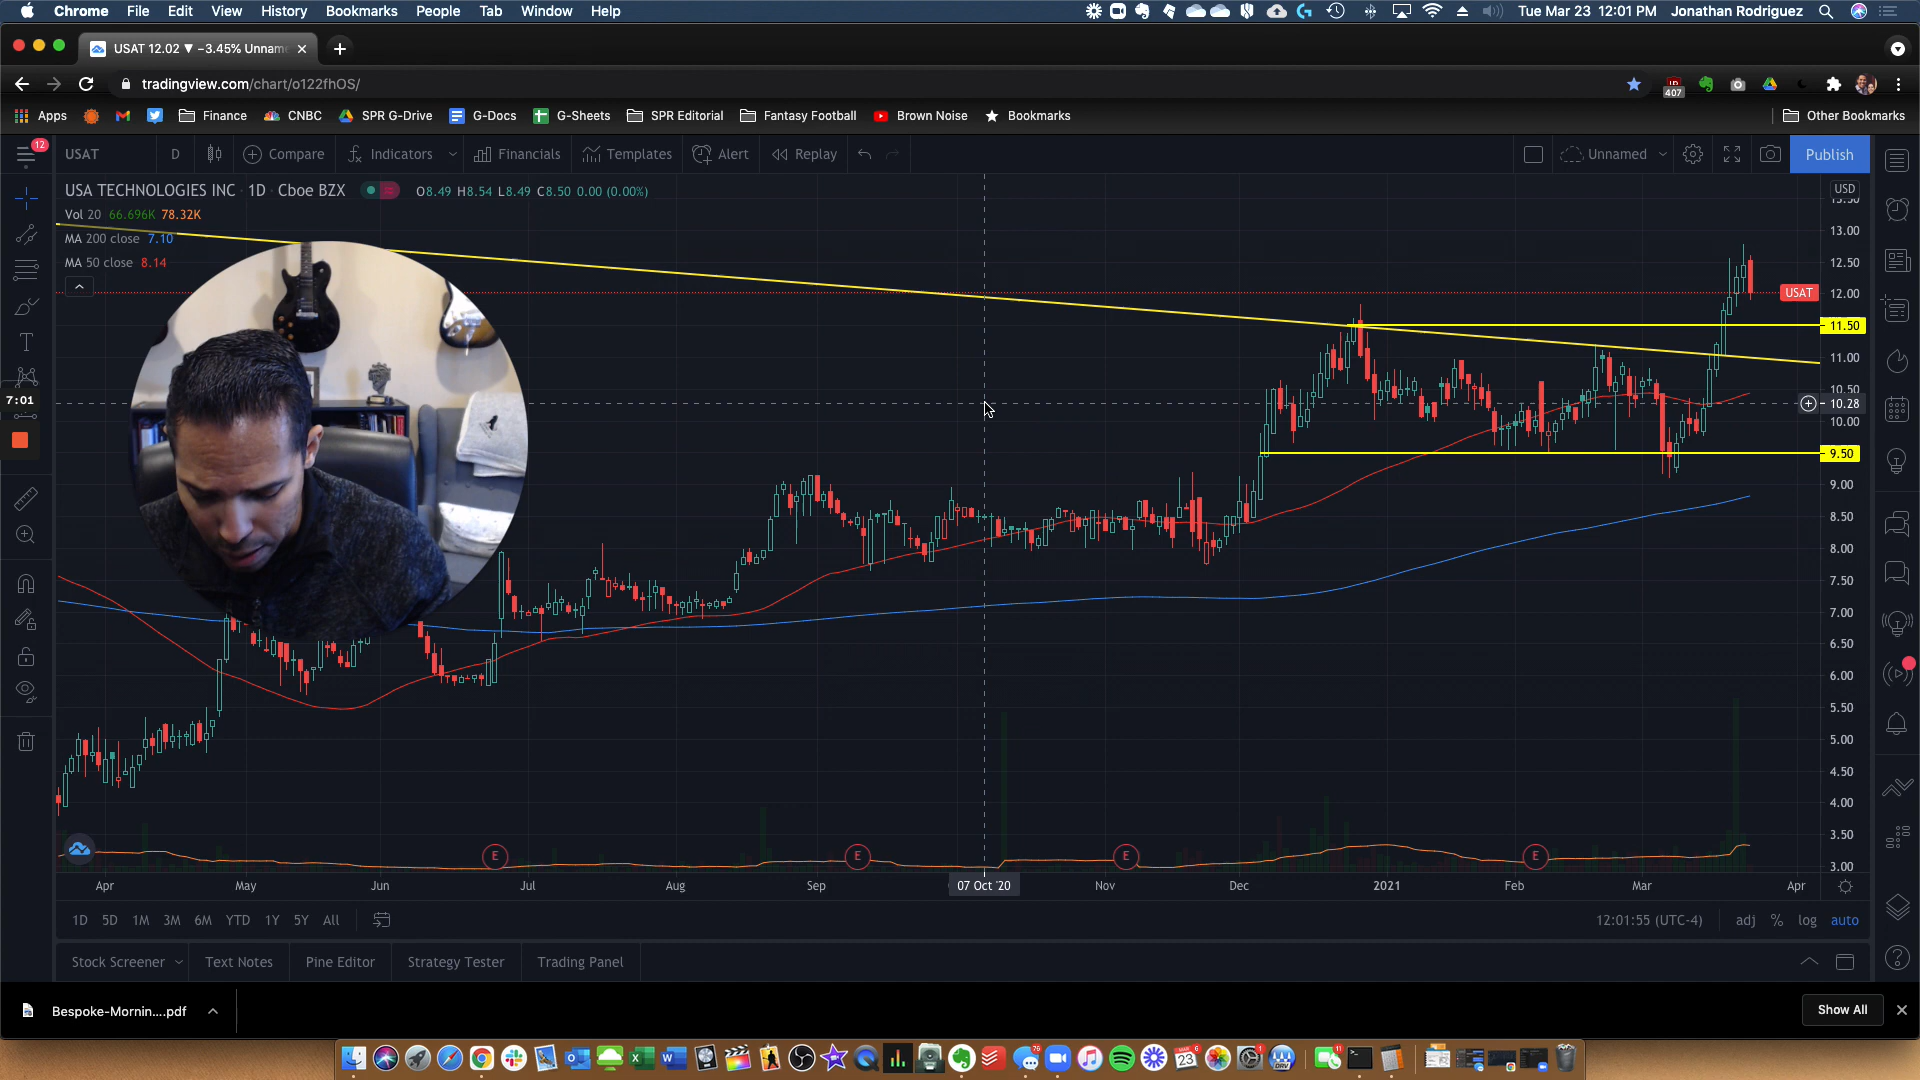 Chrome File Edit View History Bookmarks People Tab Window Help Tue Mar 23 12:01 PM Jonathan Rodriguez
USAT 12.02 ▼ −3.45% Unname
tradingview.com/chart/o122fhOS/
407
Apps Finance CNBC SPR G-Drive G-Docs G-Sheets SPR Editorial Fantasy Football Brown Noise Bookmarks Other Bookmarks
12
USAT D Compare Indicators Financials Templates Alert Replay Unnamed Publish
USA TECHNOLOGIES INC · 1D · Cboe BZX O8.49 H8.54 L8.49 C8.50 0.00 (0.00%)
USD
Vol 20 66.696K 78.32K
MA 200 close 7.10
MA 50 close 8.14
13.50
13.00
12.50
USAT 12.00
11.50
11.00
10.50
7:01
10.28
10.00
9.50
9.00
8.50
8.00
7.50
7.00
6.50
6.00
5.50
5.00
4.50
4.00
3.50
E E E E
3.00
Apr May Jun Jul Aug Sep 07 Oct '20 Nov Dec 2021 Feb Mar Apr
1D 5D 1M 3M 6M YTD 1Y 5Y All 12:01:55 (UTC-4) adj % log auto
Stock Screener Text Notes Pine Editor Strategy Tester Trading Panel
Bespoke-Mornin....pdf Show All